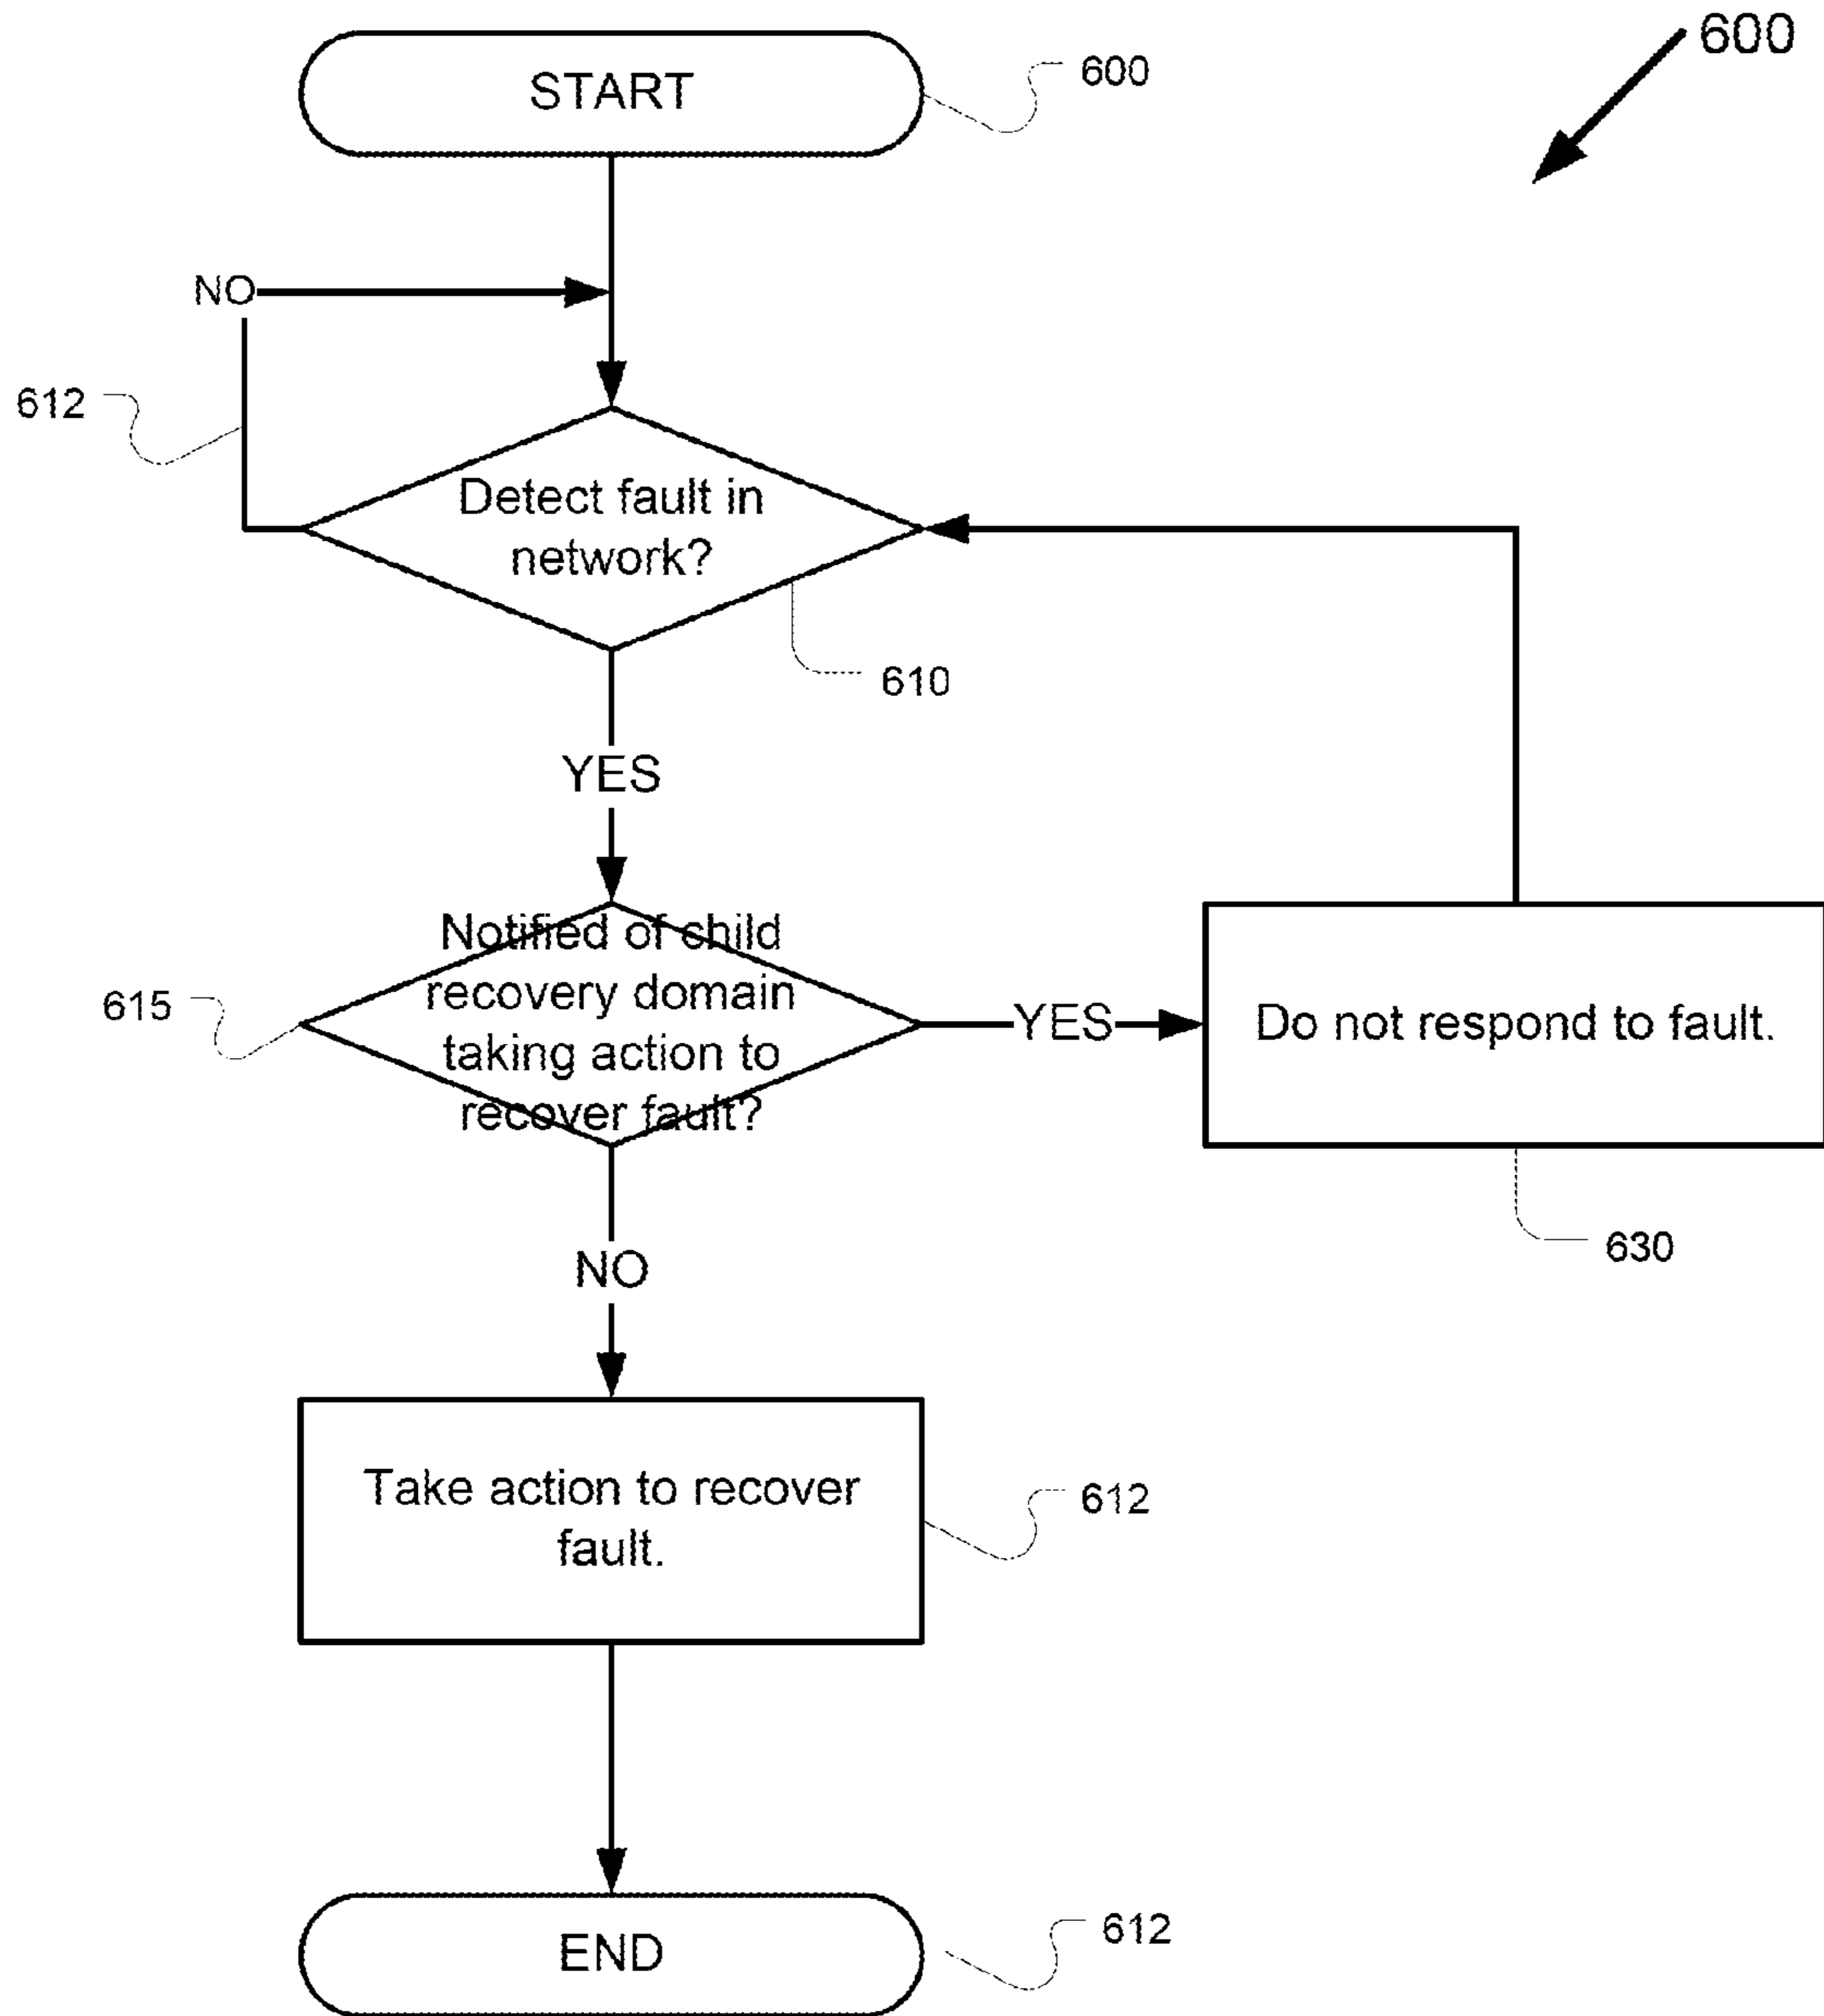 600
START
600
NO
612
Detect fault in
network?
610
YES
Notified of child
recovery domain
taking action to
recover fault?
615
YES
Do not respond to fault.
630
NO
Take action to recover
fault.
612
END
612